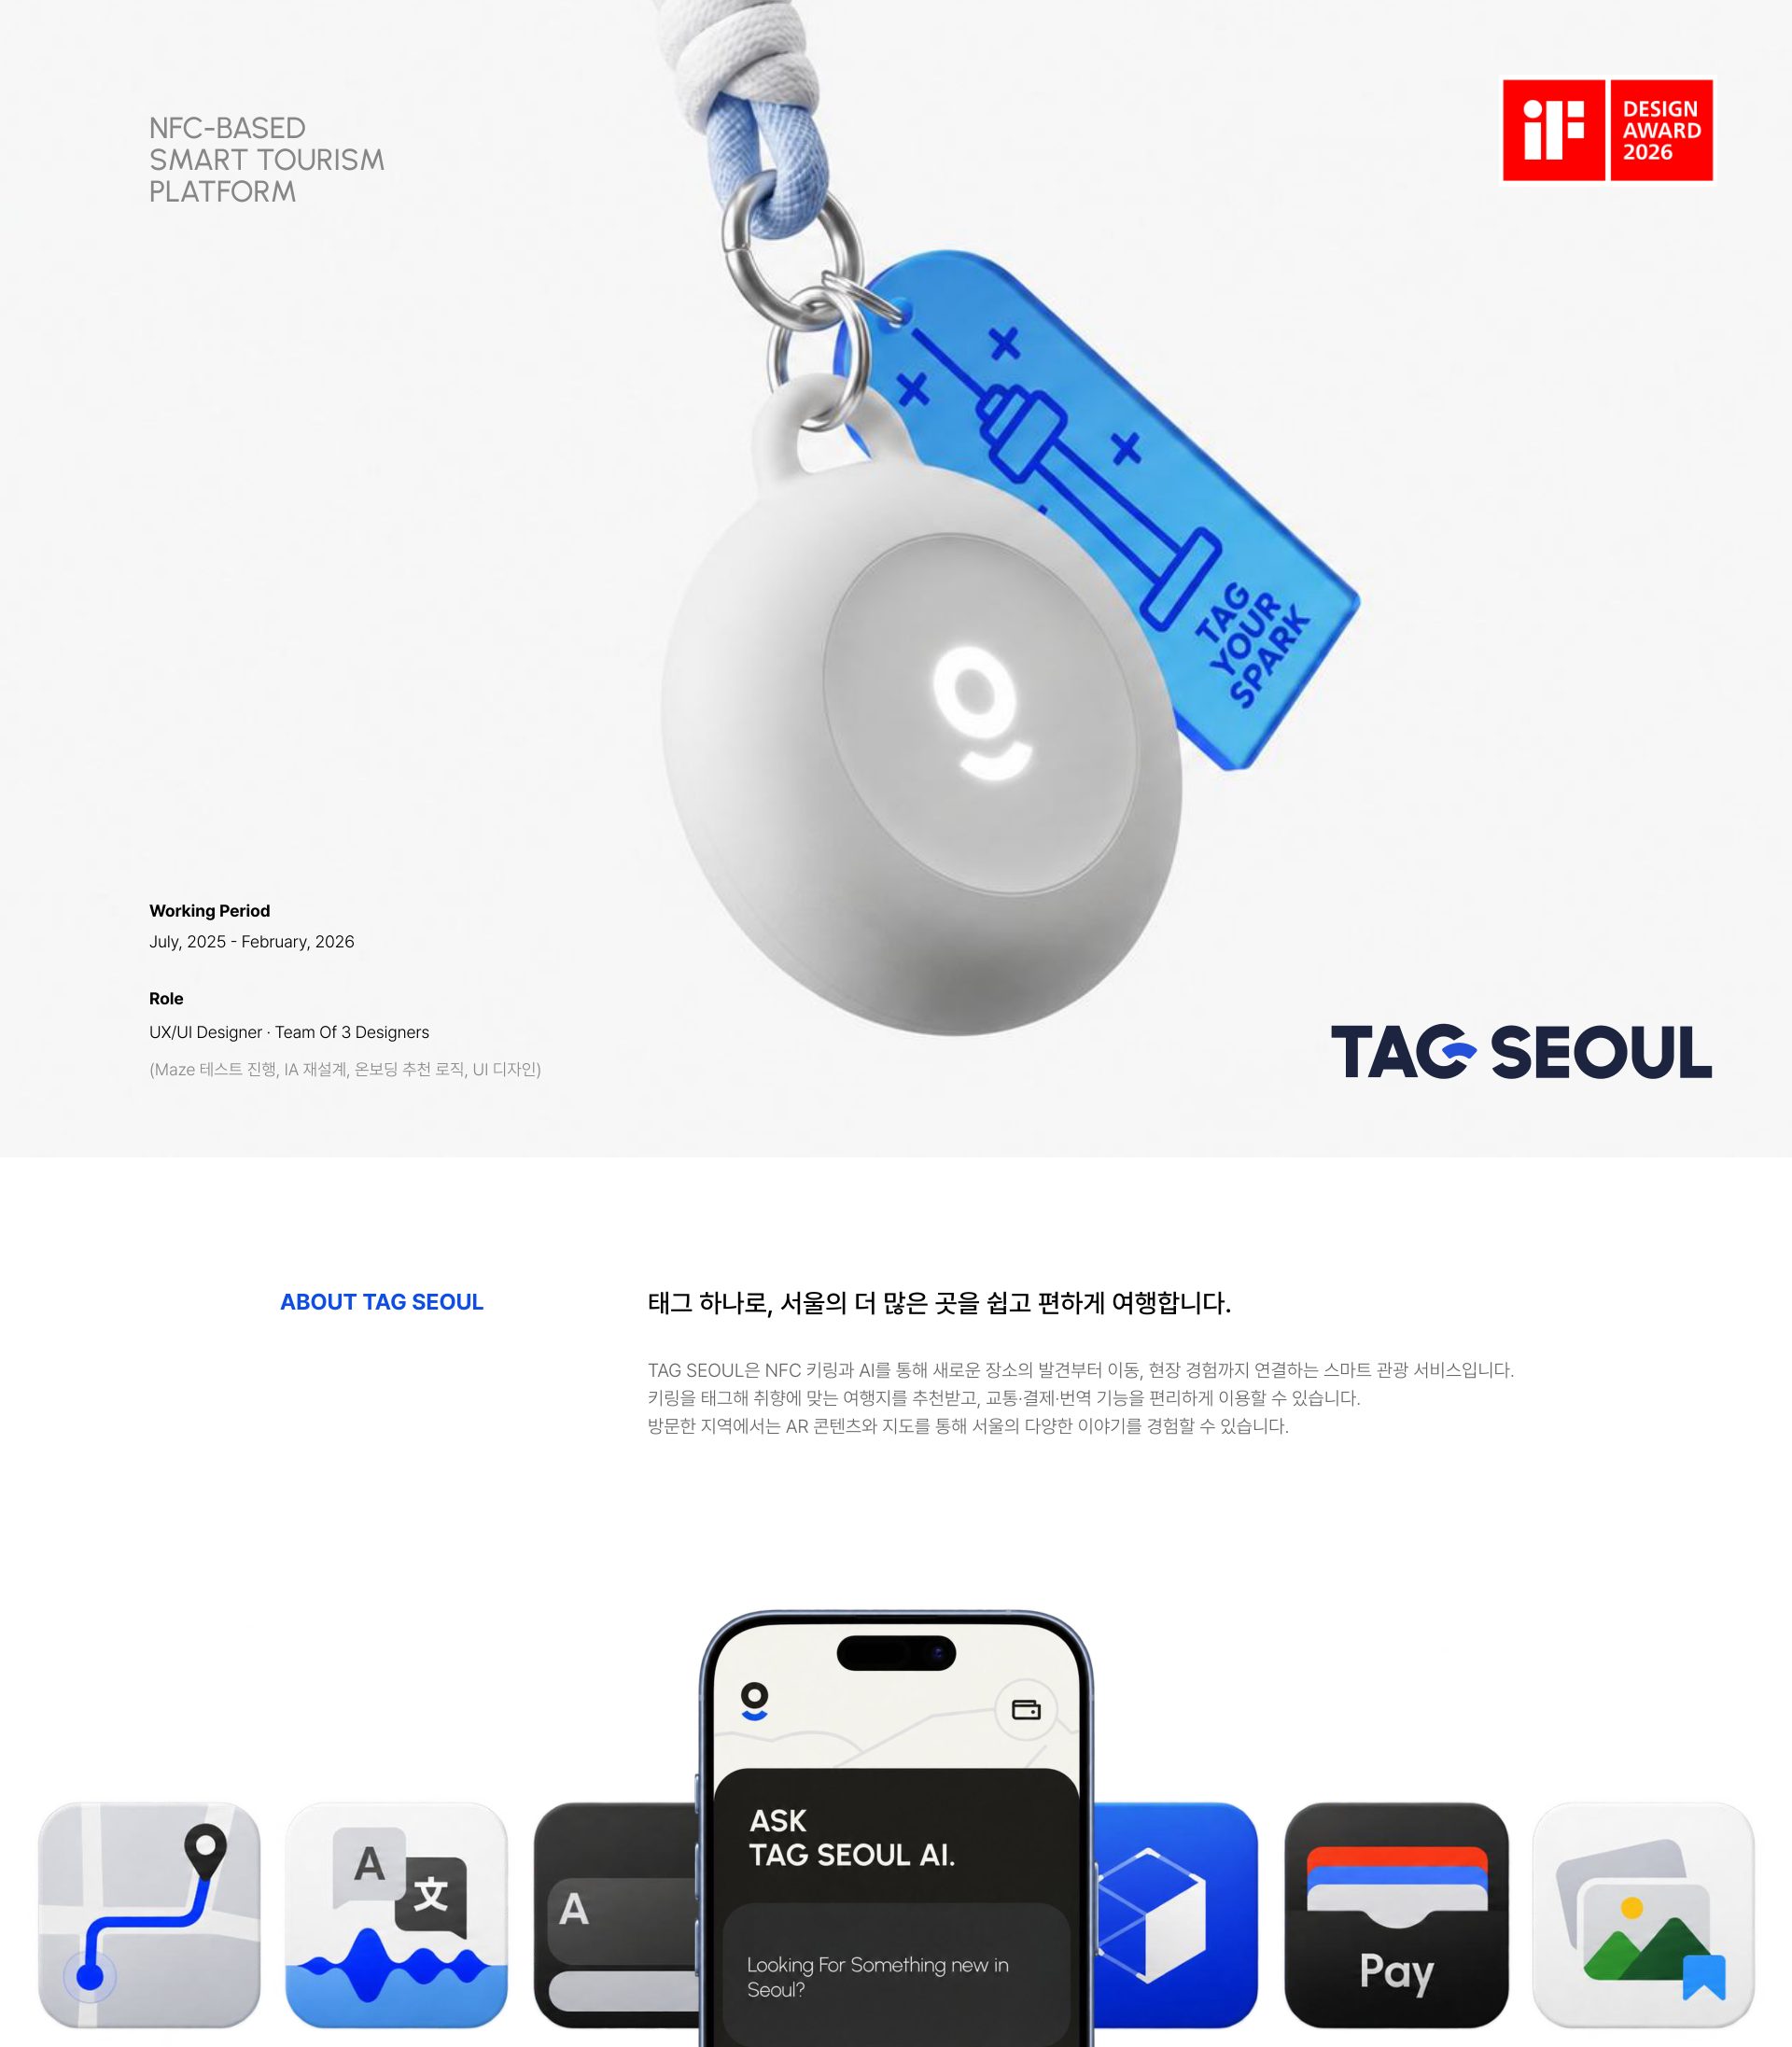 NFC-BASED
SMART TOURISM
PLATFORM
iF
DESIGN
AWARD
2026
TAG
YOUR
SPARK
Working Period
July, 2025 - February, 2026
Role
UX/UI Designer · Team Of 3 Designers
(Maze 테스트 진행, IA 재설계, 온보딩 추천 로직, UI 디자인)
TAG SEOUL
ABOUT TAG SEOUL
태그 하나로, 서울의 더 많은 곳을 쉽고 편하게 여행합니다.
TAG SEOUL은 NFC 키링과 AI를 통해 새로운 장소의 발견부터 이동, 현장 경험까지 연결하는 스마트 관광 서비스입니다.
키링을 태그해 취향에 맞는 여행지를 추천받고, 교통·결제·번역 기능을 편리하게 이용할 수 있습니다.
방문한 지역에서는 AR 콘텐츠와 지도를 통해 서울의 다양한 이야기를 경험할 수 있습니다.
ASK
TAG SEOUL AI.
Looking For Something new in
Seoul?
A
文
A
Pay